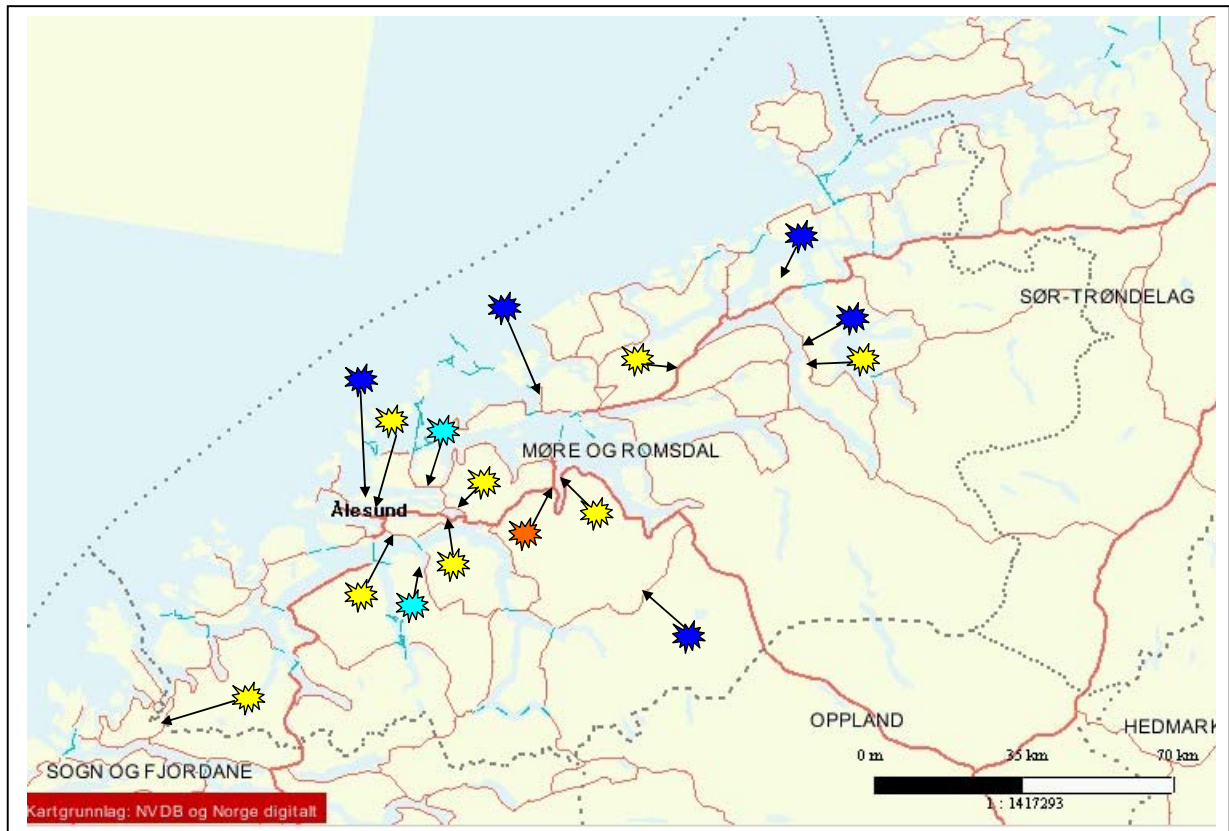 SØR-TRØNDELAG
MØRE OG ROMSDAL
Ålesund
OPPLAND
HEDMARK
0 m 35 km 70 km
SOGN OG FJORDANE
1 : 1417293
Kartgrunnlag: NVDB og Norge digitalt